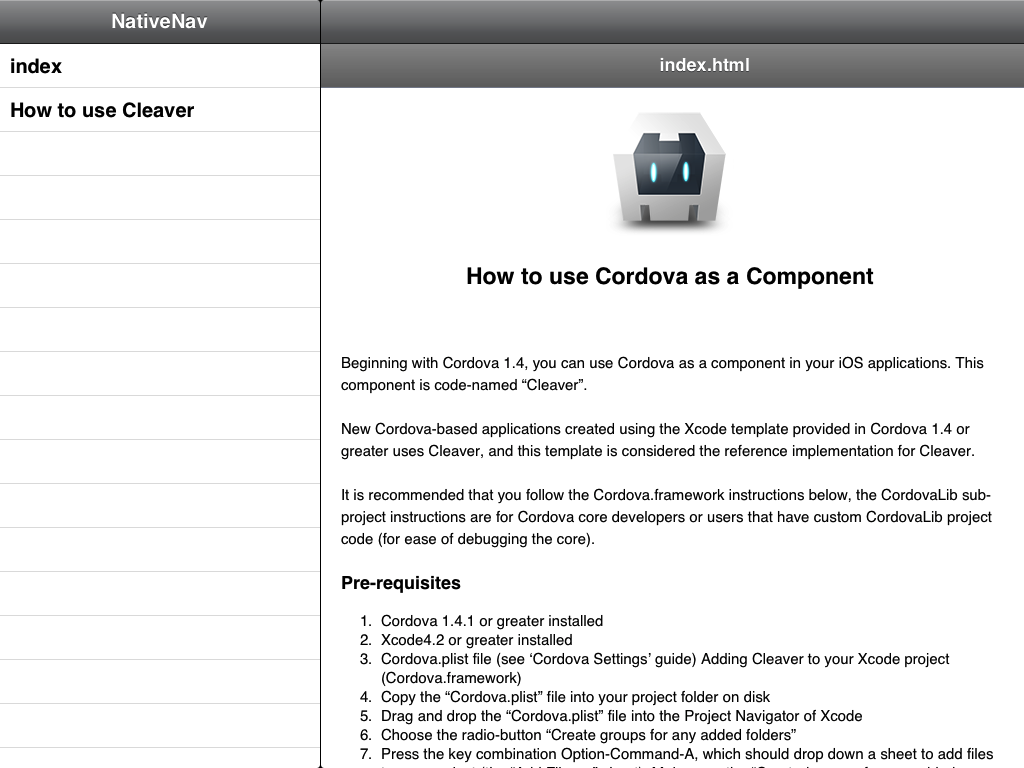 NativeNav
index
How to use Cleaver
index.html
How to use Cordova as a Component
Beginning with Cordova 1.4, you can use Cordova as a component in your iOS applications. This
component is code-named “Cleaver”.
New Cordova-based applications created using the Xcode template provided in Cordova 1.4 or
greater uses Cleaver, and this template is considered the reference implementation for Cleaver.
It is recommended that you follow the Cordova.framework instructions below, the CordovaLib sub-
project instructions are for Cordova core developers or users that have custom CordovaLib project
code (for ease of debugging the core).
Pre-requisites
1. Cordova 1.4.1 or greater installed
2. Xcode4.2 or greater installed
3. Cordova.plist file (see ‘Cordova Settings’ guide) Adding Cleaver to your Xcode project
(Cordova.framework)
4. Copy the “Cordova.plist” file into your project folder on disk
5. Drag and drop the “Cordova.plist” file into the Project Navigator of Xcode
6. Choose the radio-button “Create groups for any added folders”
7. Press the key combination Option-Command-A, which should drop down a sheet to add files